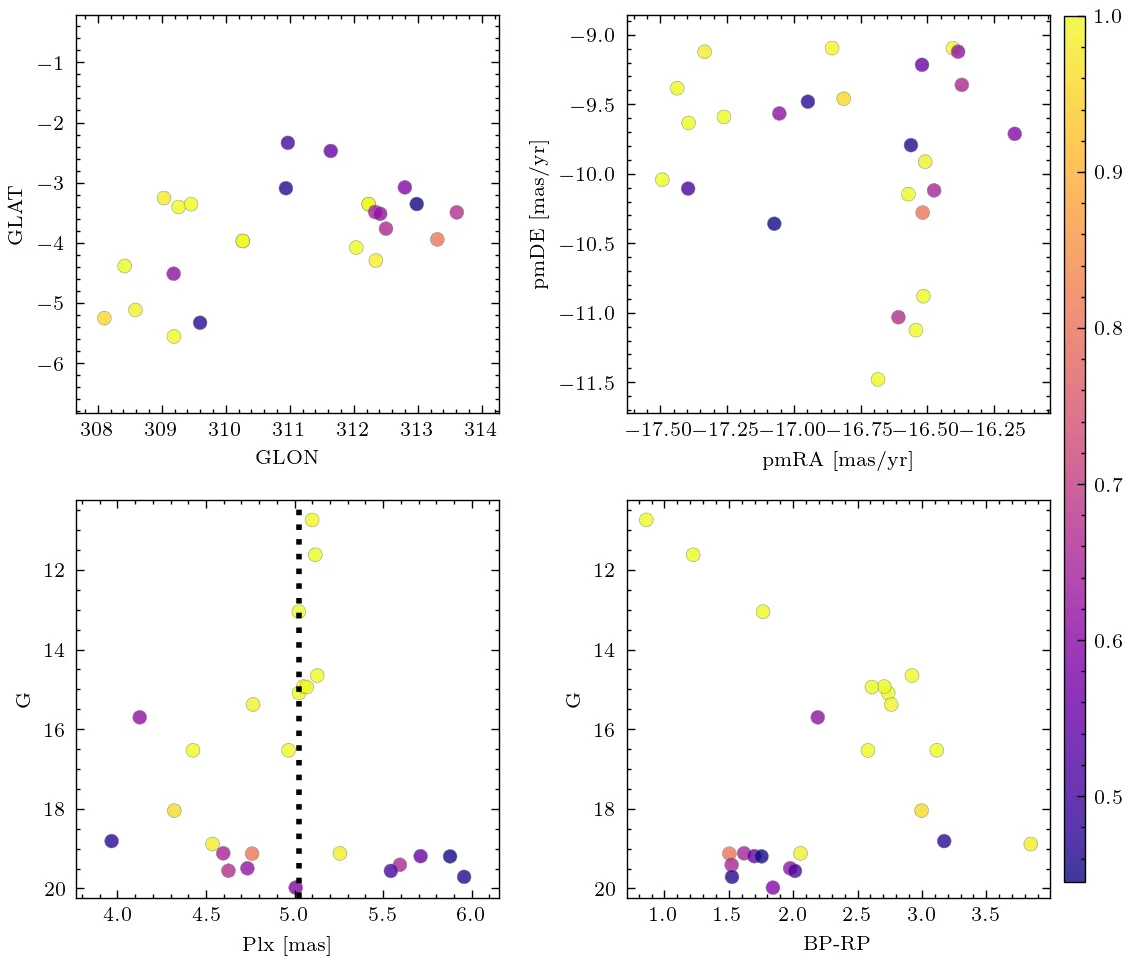 −1
−2
−3
−4
−5
−6
GLAT
308 309 310 311 312 313 314
GLON
−9.0
−9.5
−10.0
−10.5
−11.0
−11.5
pmDE [mas/yr]
−17.50 −17.25 −17.00 −16.75 −16.50 −16.25
pmRA [mas/yr]
12
14
16
18
20
G
4.0 4.5 5.0 5.5 6.0
Plx [mas]
12
14
16
18
20
G
1.0 1.5 2.0 2.5 3.0 3.5
BP-RP
1.0
0.9
0.8
0.7
0.6
0.5